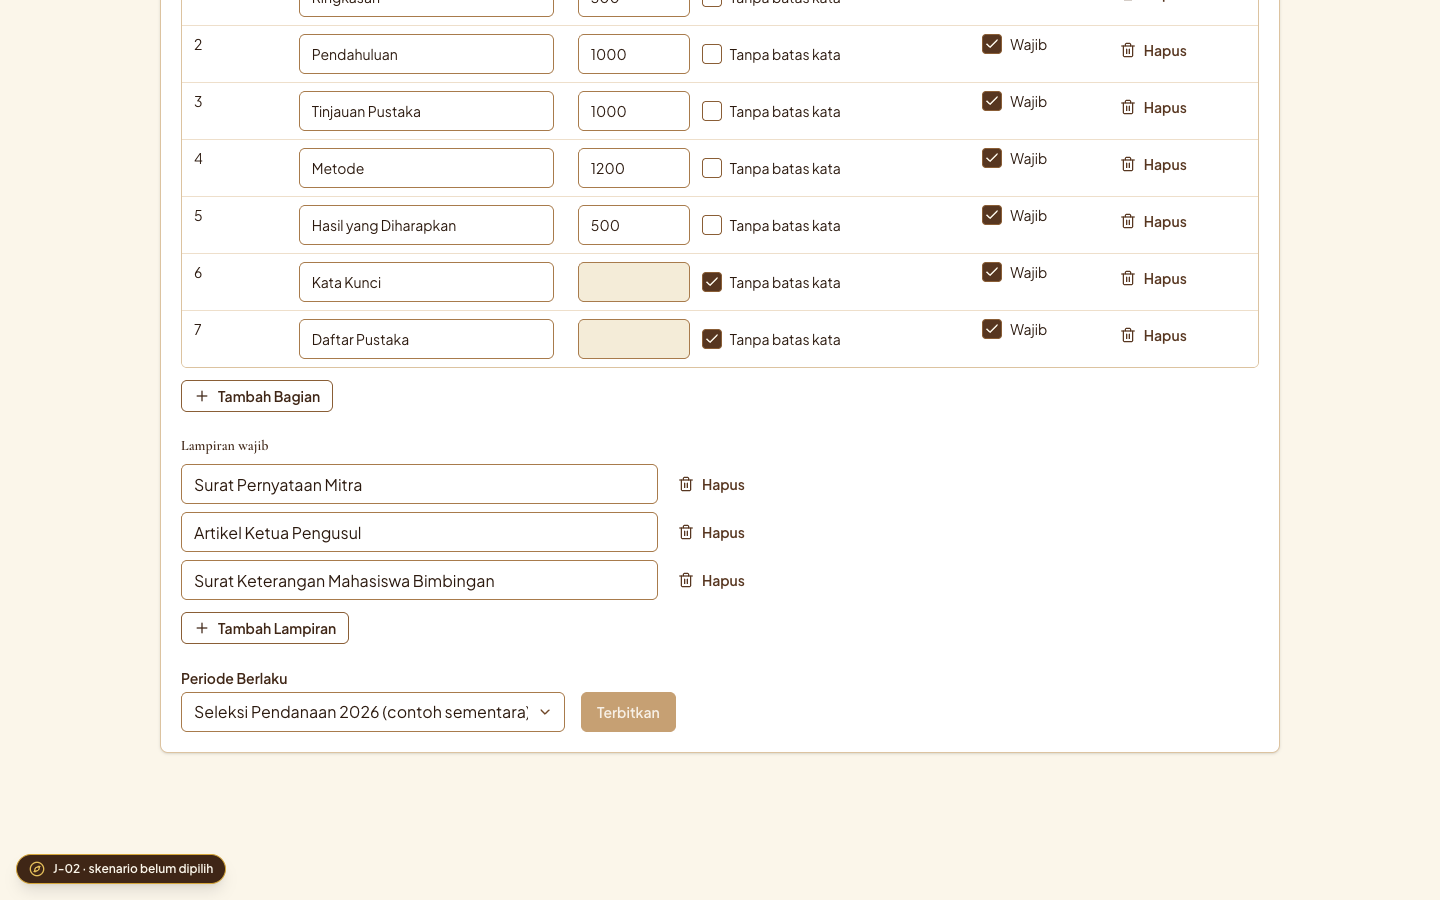 2 Pendahuluan 1000 Tanpa batas kata Wajib Hapus
3 Tinjauan Pustaka 1000 Tanpa batas kata Wajib Hapus
4 Metode 1200 Tanpa batas kata Wajib Hapus
5 Hasil yang Diharapkan 500 Tanpa batas kata Wajib Hapus
6 Kata Kunci Tanpa batas kata Wajib Hapus
7 Daftar Pustaka Tanpa batas kata Wajib Hapus
Tambah Bagian
Lampiran wajib
Surat Pernyataan Mitra Hapus
Artikel Ketua Pengusul Hapus
Surat Keterangan Mahasiswa Bimbingan Hapus
Tambah Lampiran
Periode Berlaku
Seleksi Pendanaan 2026 (contoh sementara) Terbitkan
J-02 · skenario belum dipilih